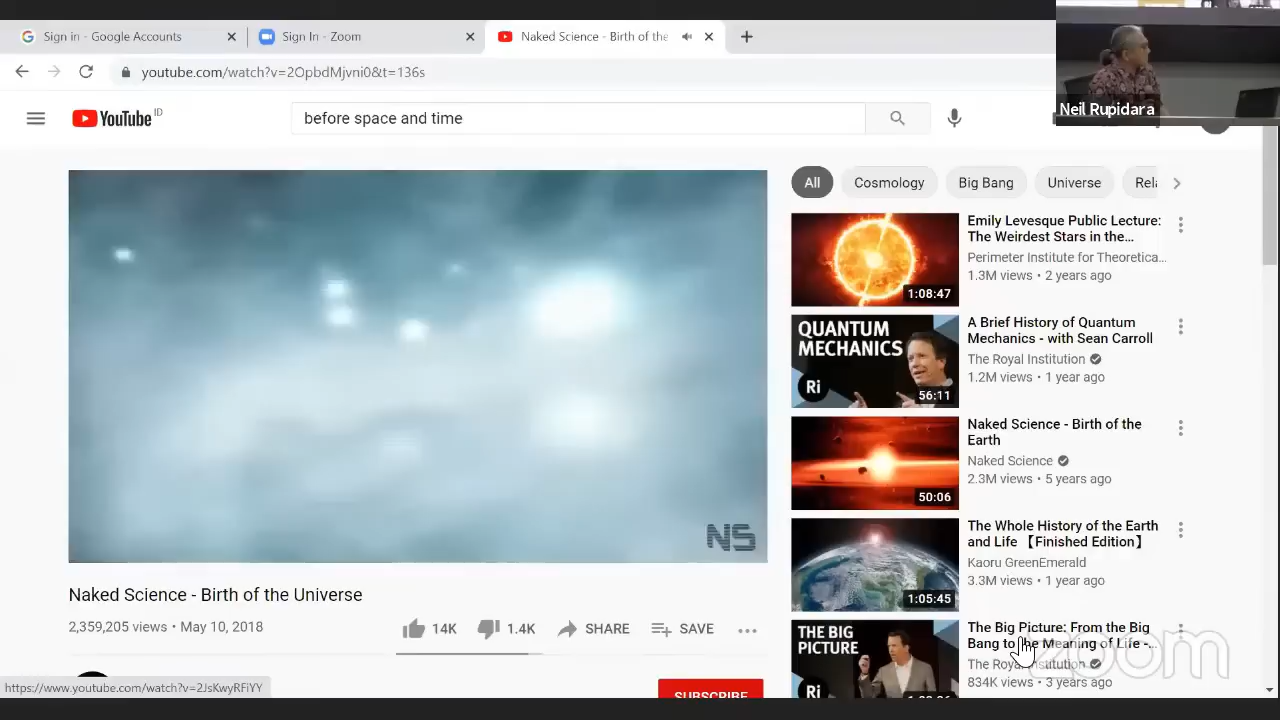 Sign in - Google Accounts
Sign In - Zoom
Naked Science - Birth of the
youtube.com/watch?v=2OpbdMjvni0&t=136s
Neil Rupidara
YouTube ID
before space and time
All
Cosmology
Big Bang
Universe
Rela
Emily Levesque Public Lecture:
The Weirdest Stars in the...
Perimeter Institute for Theoretica...
1.3M views • 2 years ago
1:08:47
QUANTUM
MECHANICS
Ri
56:11
A Brief History of Quantum
Mechanics - with Sean Carroll
The Royal Institution
1.2M views • 1 year ago
Naked Science - Birth of the
Earth
Naked Science
2.3M views • 5 years ago
50:06
The Whole History of the Earth
and Life 【Finished Edition】
Kaoru GreenEmerald
3.3M views • 1 year ago
1:05:45
THE BIG
PICTURE
Ri
The Big Picture: From the Big
Bang to the Meaning of Life -...
The Royal Institution
834K views • 3 years ago
NS
Naked Science - Birth of the Universe
2,359,205 views • May 10, 2018
14K
1.4K
SHARE
SAVE
SUBSCRIBE
https://www.youtube.com/watch?v=2JsKwyRFiYY
zoom